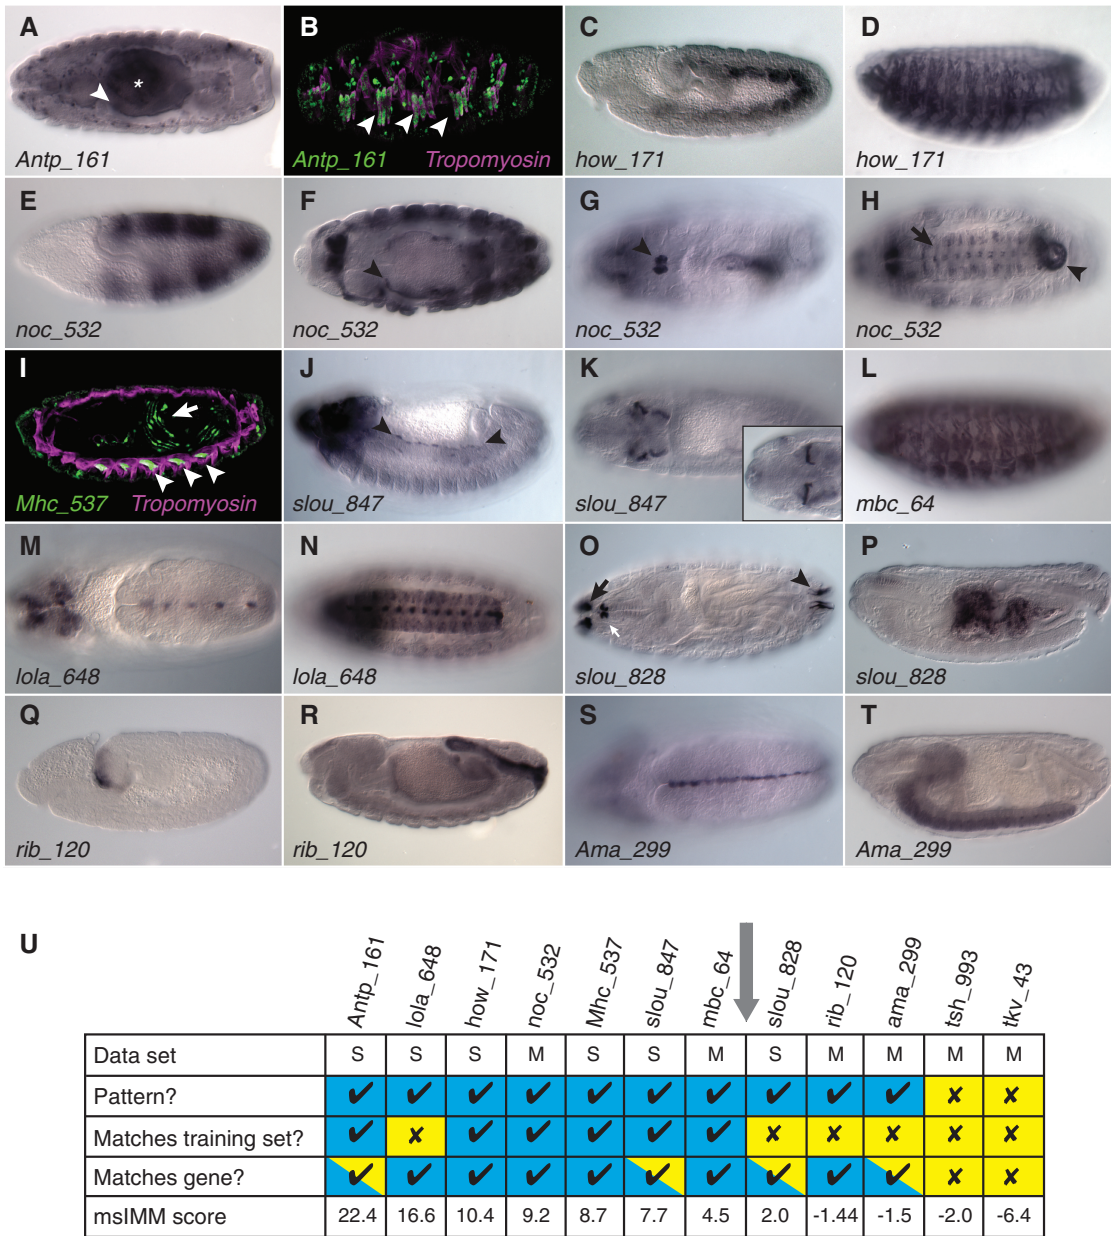 A
*
Antp_161
B
Antp_161 Tropomyosin
C
how_171
D
how_171
E
noc_532
F
noc_532
G
noc_532
H
noc_532
I
Mhc_537 Tropomyosin
J
slou_847
K
slou_847
L
mbc_64
M
lola_648
N
lola_648
O
slou_828
P
slou_828
Q
rib_120
R
rib_120
S
Ama_299
T
Ama_299
U
Antp_161 lola_648 how_171 noc_532 Mhc_537 slou_847 mbc_64 slou_828 rib_120 ama_299 tsh_993 tkv_43
Data set S S S M S S M S M M M M
Pattern? ✔ ✔ ✔ ✔ ✔ ✔ ✔ ✔ ✔ ✔ ✘ ✘
Matches training set? ✔ ✘ ✔ ✔ ✔ ✔ ✔ ✘ ✘ ✘ ✘ ✘
Matches gene? ✔ ✔ ✔ ✔ ✔ ✔ ✔ ✔ ✔ ✔ ✘ ✘
msIMM score 22.4 16.6 10.4 9.2 8.7 7.7 4.5 2.0 -1.44 -1.5 -2.0 -6.4